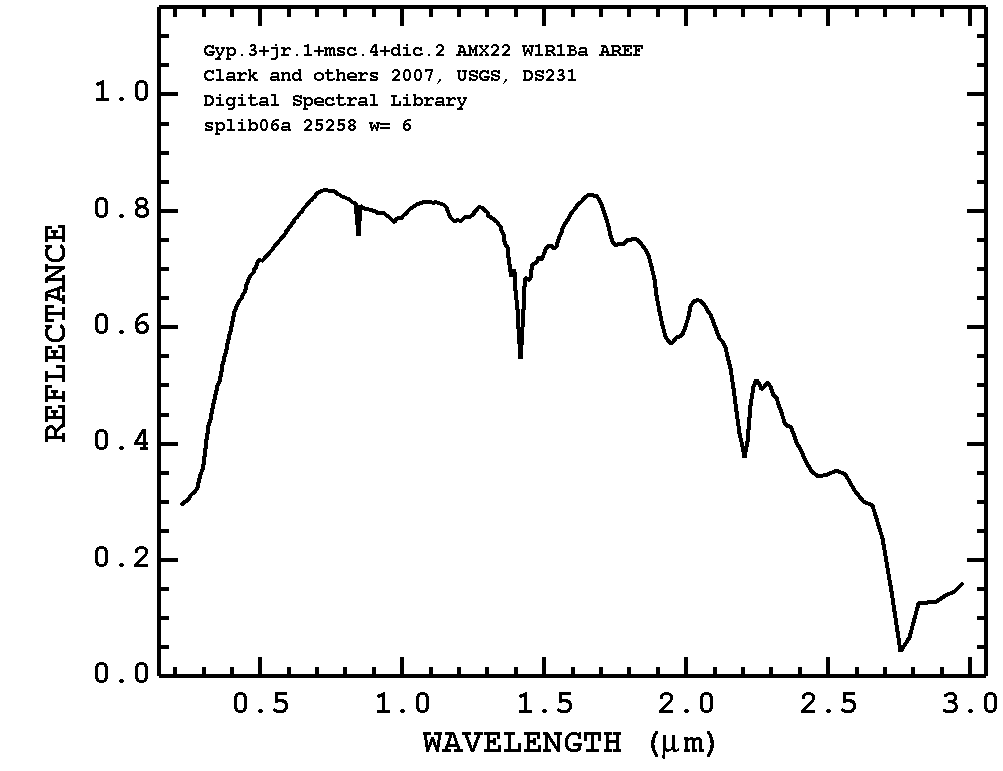 Gyp.3+jr.1+msc.4+dic.2 AMX22 W1R1Ba AREF
Clark and others 2007, USGS, DS231
Digital Spectral Library
splib06a 25258 w= 6
1.0
0.8
0.6
0.4
0.2
0.0
REFLECTANCE
0.5 1.0 1.5 2.0 2.5 3.0
WAVELENGTH (μm)